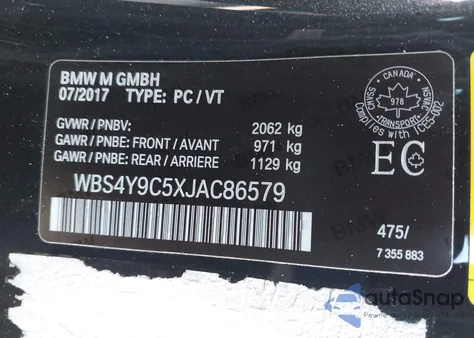 BMW M GMBH
07/2017 TYPE: PC / VT
GVWR / PNBV: 2062 kg
GAWR / PNBE: FRONT / AVANT 971 kg
GAWR / PNBE: REAR / ARRIERE 1129 kg
CANADA
978
TRANSPORT
Complies with ICES-002
EC
WBS4Y9C5XJAC86579
475/
7 355 883
autoSnap